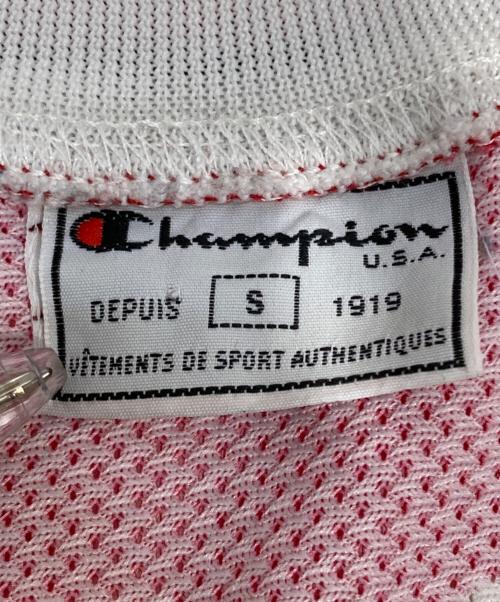 Champion
U.S.A.
DEPUIS S 1919
VÊTEMENTS DE SPORT AUTHENTIQUES